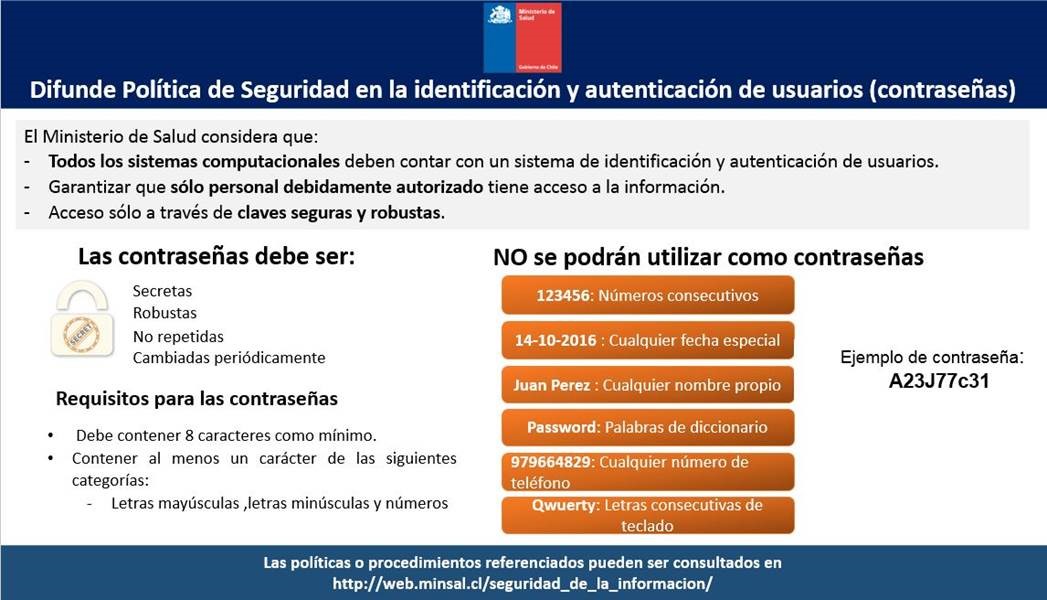 Ministerio de
Salud
Gobierno de Chile
Difunde Política de Seguridad en la identificación y autenticación de usuarios (contraseñas)
El Ministerio de Salud considera que:
- Todos los sistemas computacionales deben contar con un sistema de identificación y autenticación de usuarios.
- Garantizar que sólo personal debidamente autorizado tiene acceso a la información.
- Acceso sólo a través de claves seguras y robustas.
Las contraseñas debe ser:
SECRET
Secretas
Robustas
No repetidas
Cambiadas periódicamente
Requisitos para las contraseñas
• Debe contener 8 caracteres como mínimo.
• Contener al menos un carácter de las siguientes
categorías:
- Letras mayúsculas ,letras minúsculas y números
NO se podrán utilizar como contraseñas
123456: Números consecutivos
14-10-2016 : Cualquier fecha especial
Juan Perez : Cualquier nombre propio
Password: Palabras de diccionario
979664829: Cualquier número de
teléfono
Qwuerty: Letras consecutivas de
teclado
Ejemplo de contraseña:
A23J77c31
Las políticas o procedimientos referenciados pueden ser consultados en
http://web.minsal.cl/seguridad_de_la_informacion/